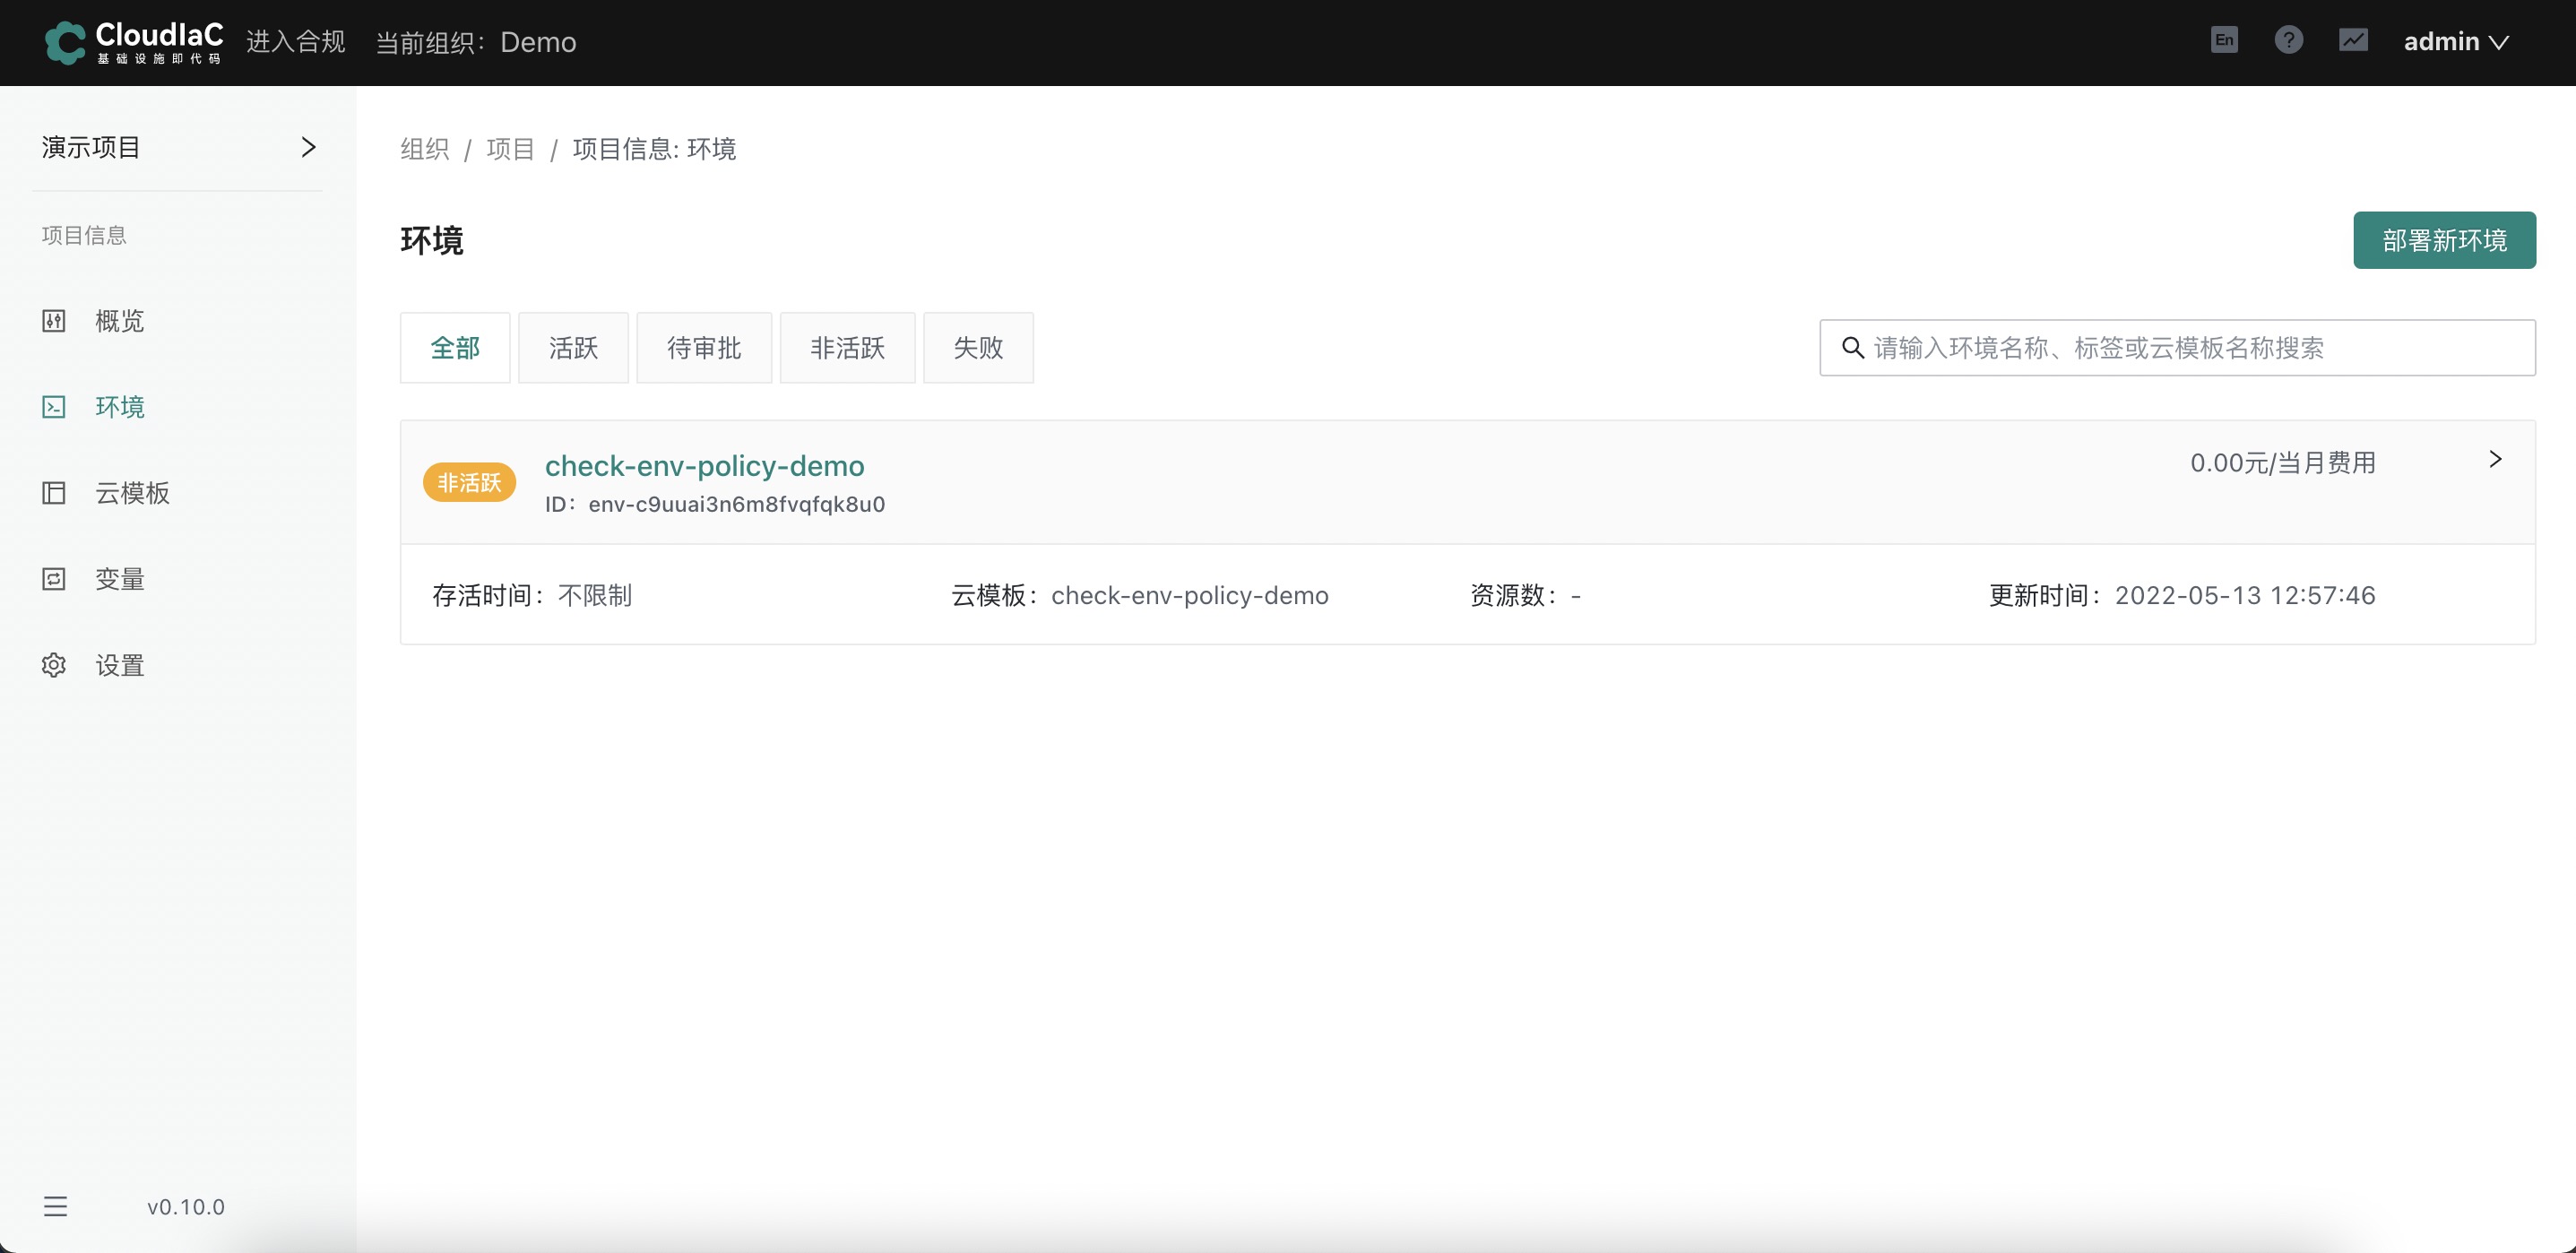 CloudIaC
基础设施即代码
进入合规
当前组织：Demo
En
?
admin
演示项目
项目信息
概览
环境
云模板
变量
设置
v0.10.0
组织 / 项目 / 项目信息: 环境
环境
部署新环境
全部
活跃
待审批
非活跃
失败
请输入环境名称、标签或云模板名称搜索
非活跃
check-env-policy-demo
ID：env-c9uuai3n6m8fvqfqk8u0
0.00元/当月费用
存活时间：不限制
云模板：check-env-policy-demo
资源数：-
更新时间：2022-05-13 12:57:46